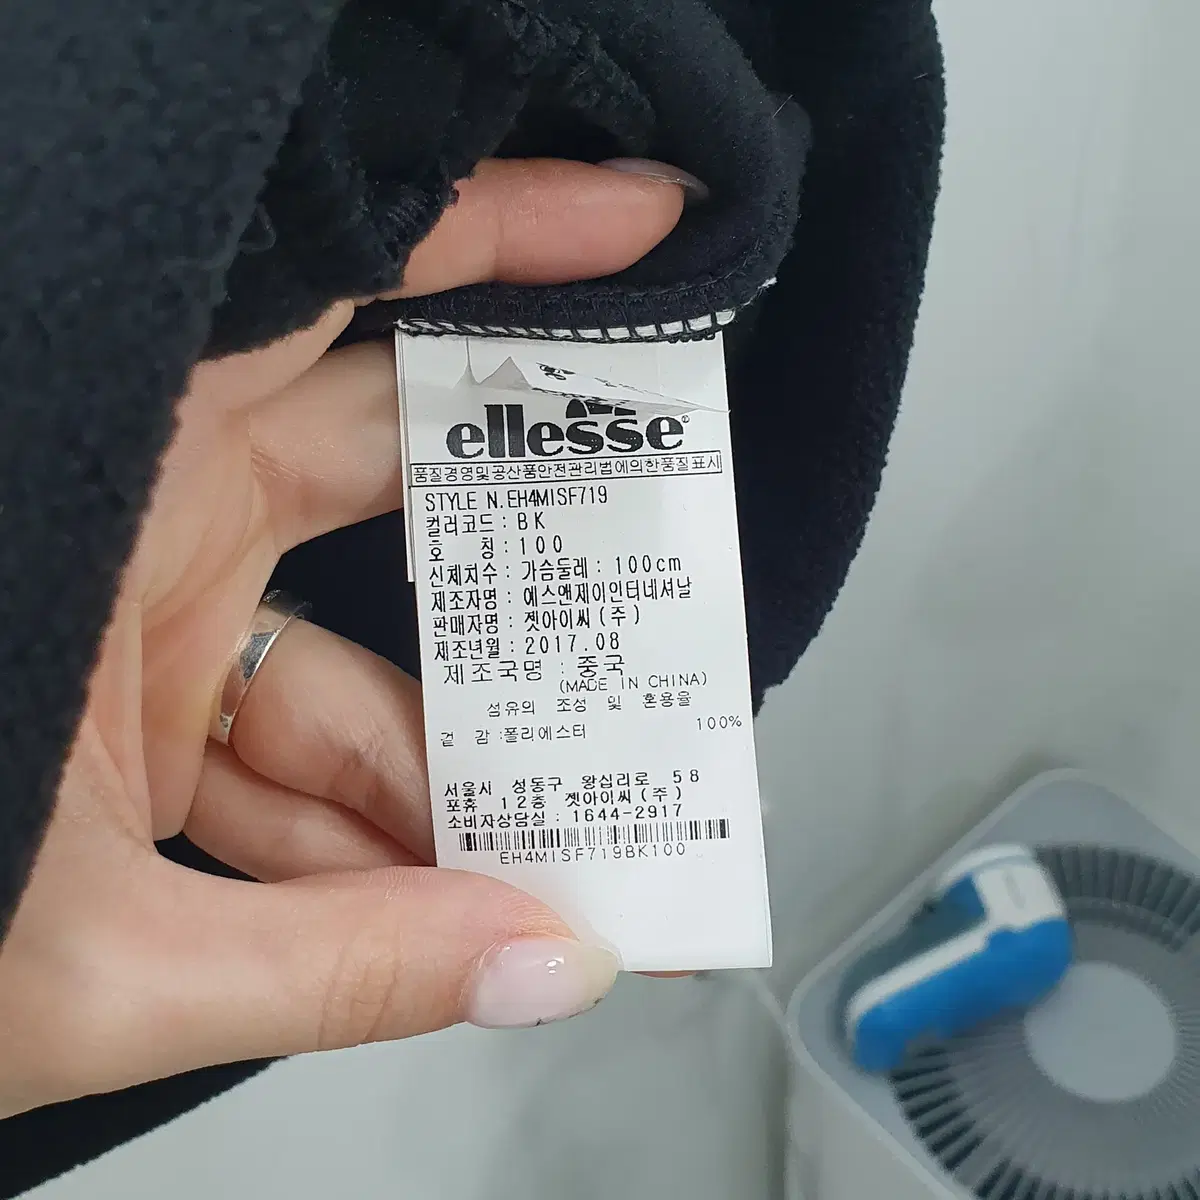 ellesse®
품질경영및공산품안전관리법에의한품질표시
STYLE N.EH4MISF719
컬러코드 : BK
호 칭 : 100
신체치수 : 가슴둘레 : 100cm
제조자명 : 에스앤제이인터네셔날
판매자명 : 젯아이씨(주)
제조년월 : 2017.08
제조국명 : 중국
(MADE IN CHINA)
섬유의 조성 및 혼용율
겉 감 :폴리에스터 100%
서울시 성동구 왕십리로 58
포휴 12층 젯아이씨(주)
소비자상담실 : 1644-2917
EH4MISF719BK100